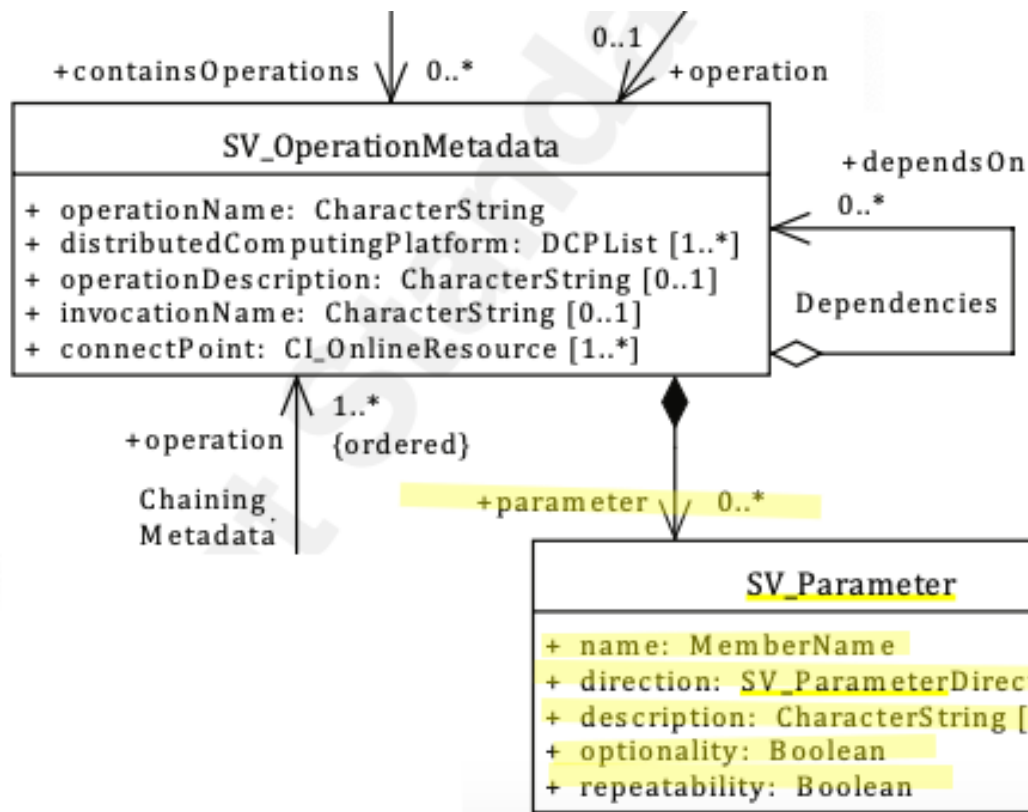 0..1
+containsOperations 0..*
+operation
SV_OperationMetadata
+dependsOn
0..*
+ operationName: CharacterString
+ distributedComputingPlatform: DCPList [1..*]
+ operationDescription: CharacterString [0..1]
+ invocationName: CharacterString [0..1]
+ connectPoint: CI_OnlineResource [1..*]
Dependencies
1..*
+operation
{ordered}
Chaining
Metadata
+parameter 0..*
SV_Parameter
+ name: MemberName
+ direction: SV_ParameterDirec
+ description: CharacterString [
+ optionality: Boolean
+ repeatability: Boolean